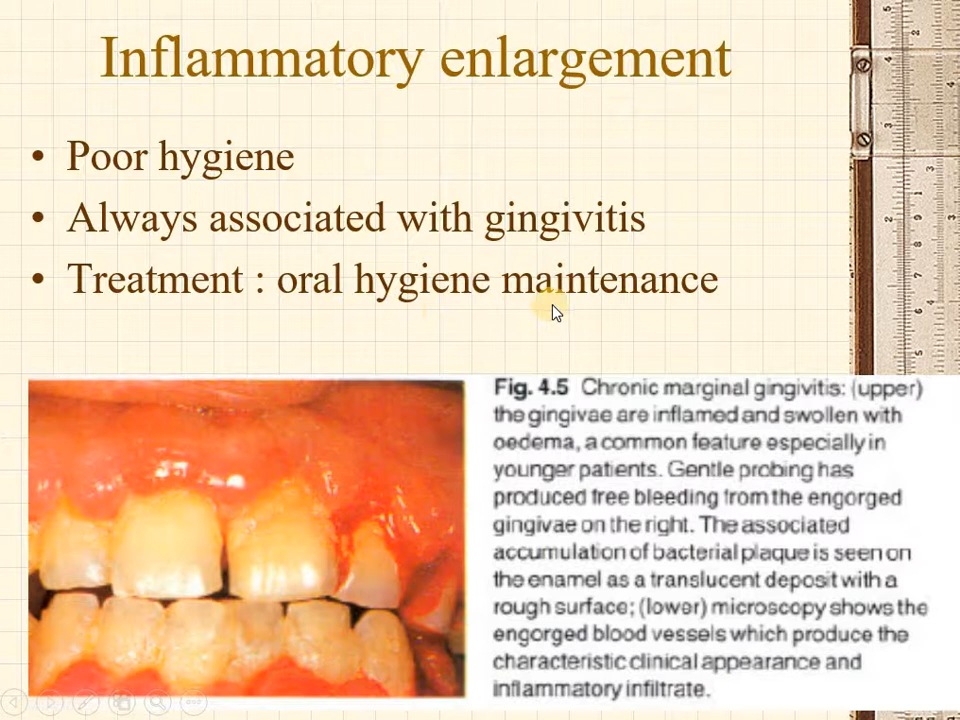 Inflammatory enlargement
• Poor hygiene
• Always associated with gingivitis
• Treatment : oral hygiene maintenance
Fig. 4.5 Chronic marginal gingivitis: (upper)
the gingivae are inflamed and swollen with
oedema, a common feature especially in
younger patients. Gentle probing has
produced free bleeding from the engorged
gingivae on the right. The associated
accumulation of bacterial plaque is seen on
the enamel as a translucent deposit with a
rough surface; (lower) microscopy shows the
engorged blood vessels which produce the
characteristic clinical appearance and
inflammatory infiltrate.